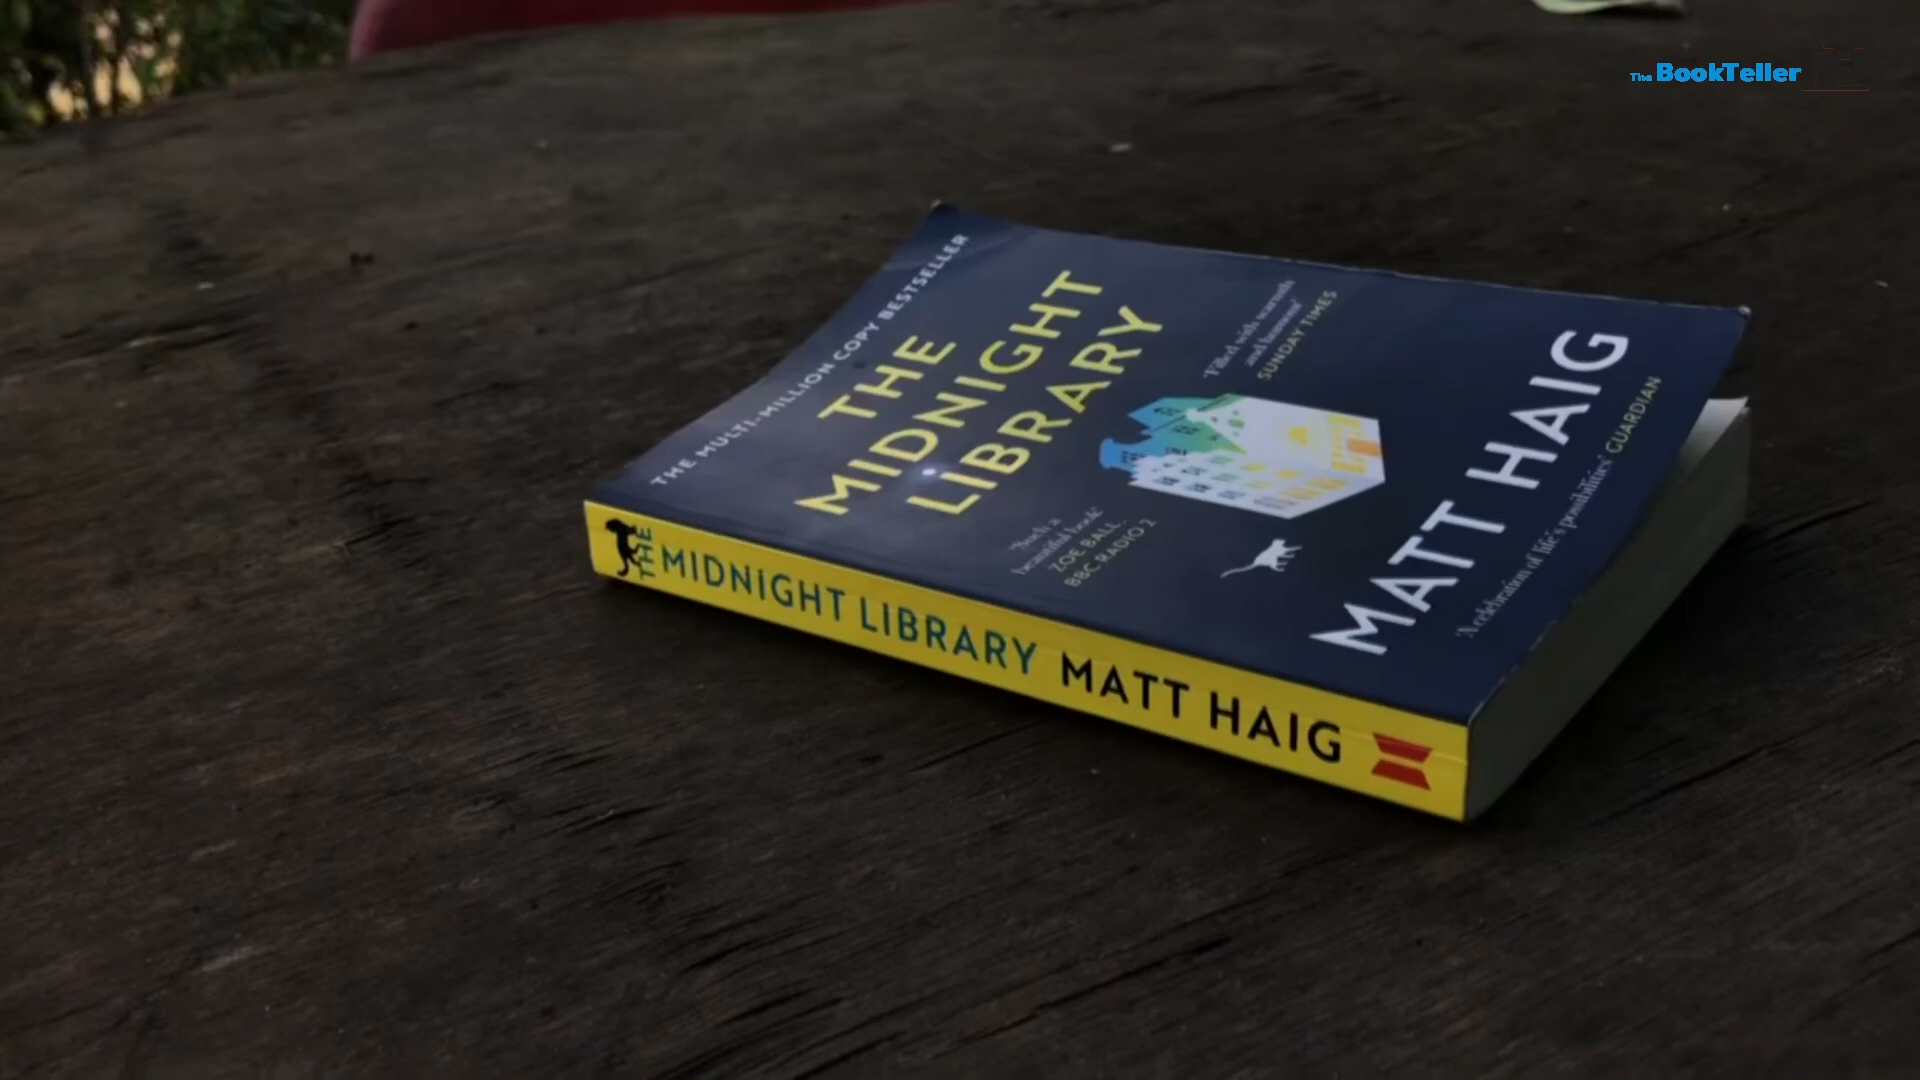 The BookTeller
THE MULTI-MILLION COPY BESTSELLER
THE
MIDNIGHT
LIBRARY
'Filled with warmth
and humour'
SUNDAY TIMES
'Such a
beautiful book'
ZOE BALL,
BBC RADIO 2
MATT HAIG
'A celebration of life's possibilities' GUARDIAN
THE MIDNIGHT LIBRARY MATT HAIG